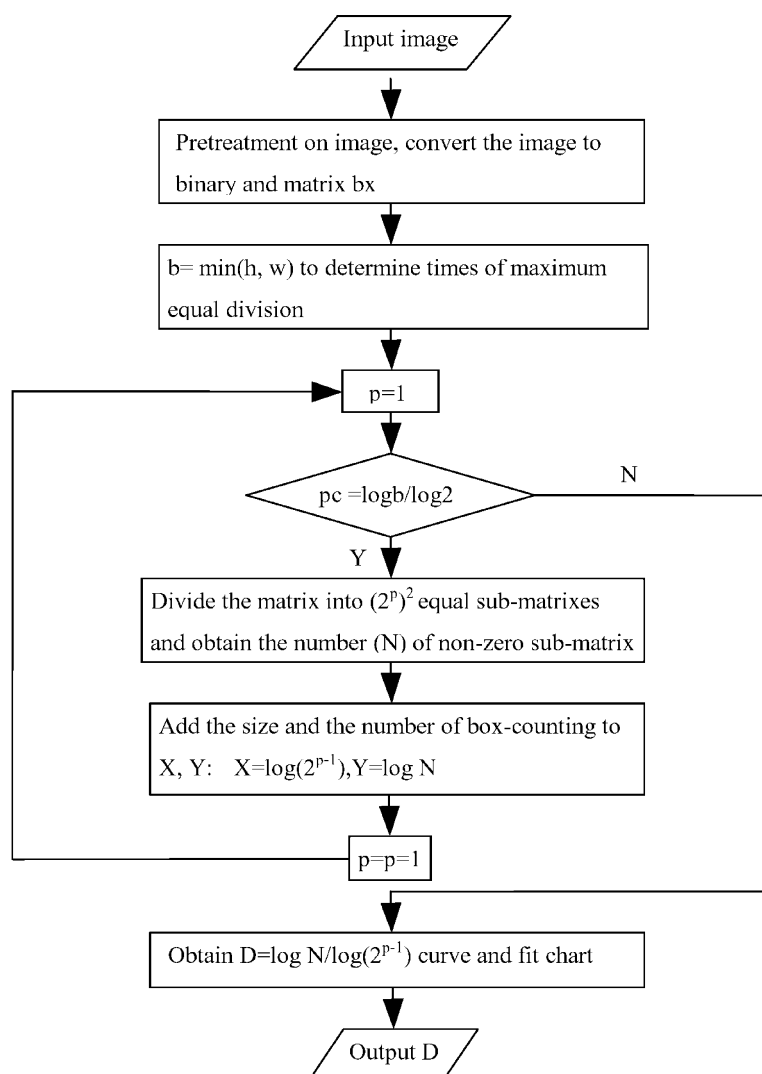 Input image
Pretreatment on image, convert the image to
binary and matrix bx
b= min(h, w) to determine times of maximum
equal division
p=1
pc =logb/log2
N
Y
Divide the matrix into (2^p)^2 equal sub-matrixes
and obtain the number (N) of non-zero sub-matrix
Add the size and the number of box-counting to
X, Y: X=log(2^{p-1}),Y=log N
p=p=1
Obtain D=log N/log(2^{p-1}) curve and fit chart
Output D